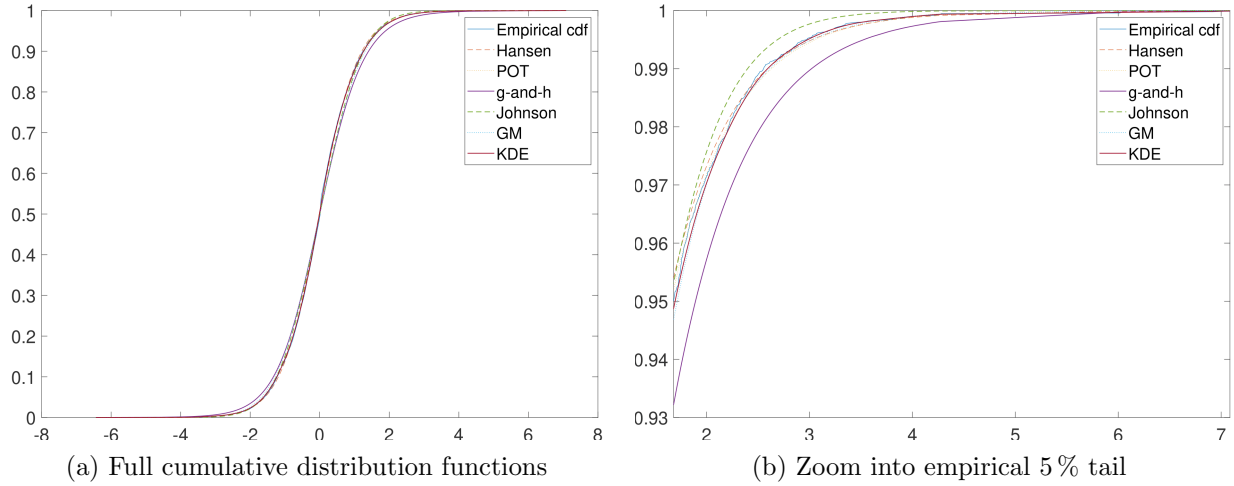 1
0.9
0.8
0.7
0.6
0.5
0.4
0.3
0.2
0.1
0
-8
-6
-4
-2
0
2
4
6
8
Empirical cdf
Hansen
POT
g-and-h
Johnson
GM
KDE
(a) Full cumulative distribution functions
1
0.99
0.98
0.97
0.96
0.95
0.94
0.93
2
3
4
5
6
7
Empirical cdf
Hansen
POT
g-and-h
Johnson
GM
KDE
(b) Zoom into empirical 5 % tail